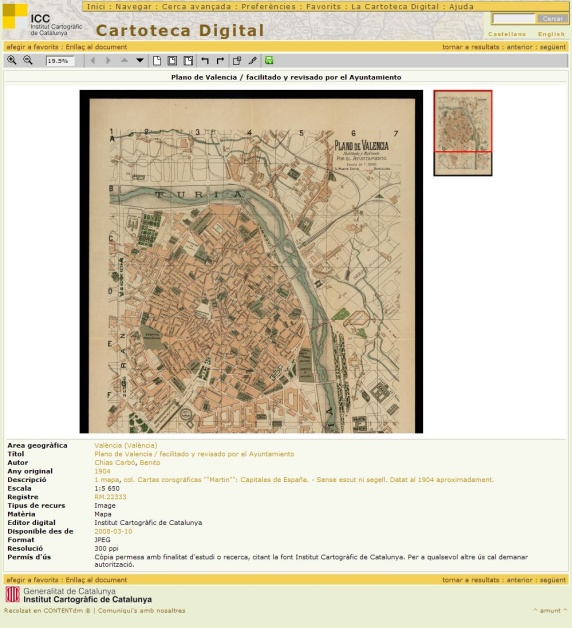 Inici : Navegar : Cerca avançada : Preferències : Favorits : La Cartoteca Digital : Ajuda
ICC
Institut Cartogràfic
de Catalunya
Cartoteca Digital
Cercar
Castellano English
afegir a favorits : Enllaç al document
tornar a resultats : anterior : següent
19.5%
Plano de Valencia / facilitado y revisado por el Ayuntamiento
1 2 3 4 5 6 7
PLANO DE VALENCIA
POR EL AYUNTAMIENTO.
B
TURIA
C
D
E
F
GRAN
Area geogràfica València (València)
Títol Plano de Valencia / facilitado y revisado por el Ayuntamiento
Autor Chias Carbó, Benito
Any original 1904
Descripció 1 mapa, col. Cartas corográficas ""Martín"": Capitales de España. - Sense escut ni segell. Datat al 1904 aproximadament.
Escala 1:5 650
Registre RM.22333
Tipus de recurs Image
Matèria Mapa
Editor digital Institut Cartogràfic de Catalunya
Disponible des de 2008-03-10
Format JPEG
Resolució 300 ppi
Permís d'ús Còpia permesa amb finalitat d'estudi o recerca, citant la font Institut Cartogràfic de Catalunya. Per a qualsevol altre ús cal demanar
autorització.
afegir a favorits : Enllaç al document
tornar a resultats : anterior : següent
Generalitat de Catalunya
Institut Cartogràfic de Catalunya
Recolzat en CONTENTdm ® | Comuniqui's amb nosaltres
^ amunt ^